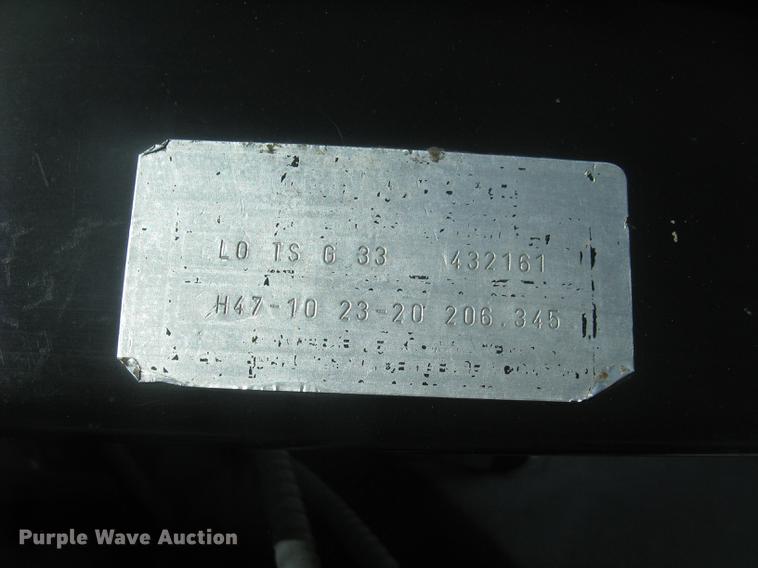 LO TS G 33 432161
H47-10 23-20 206.345
Purple Wave Auction